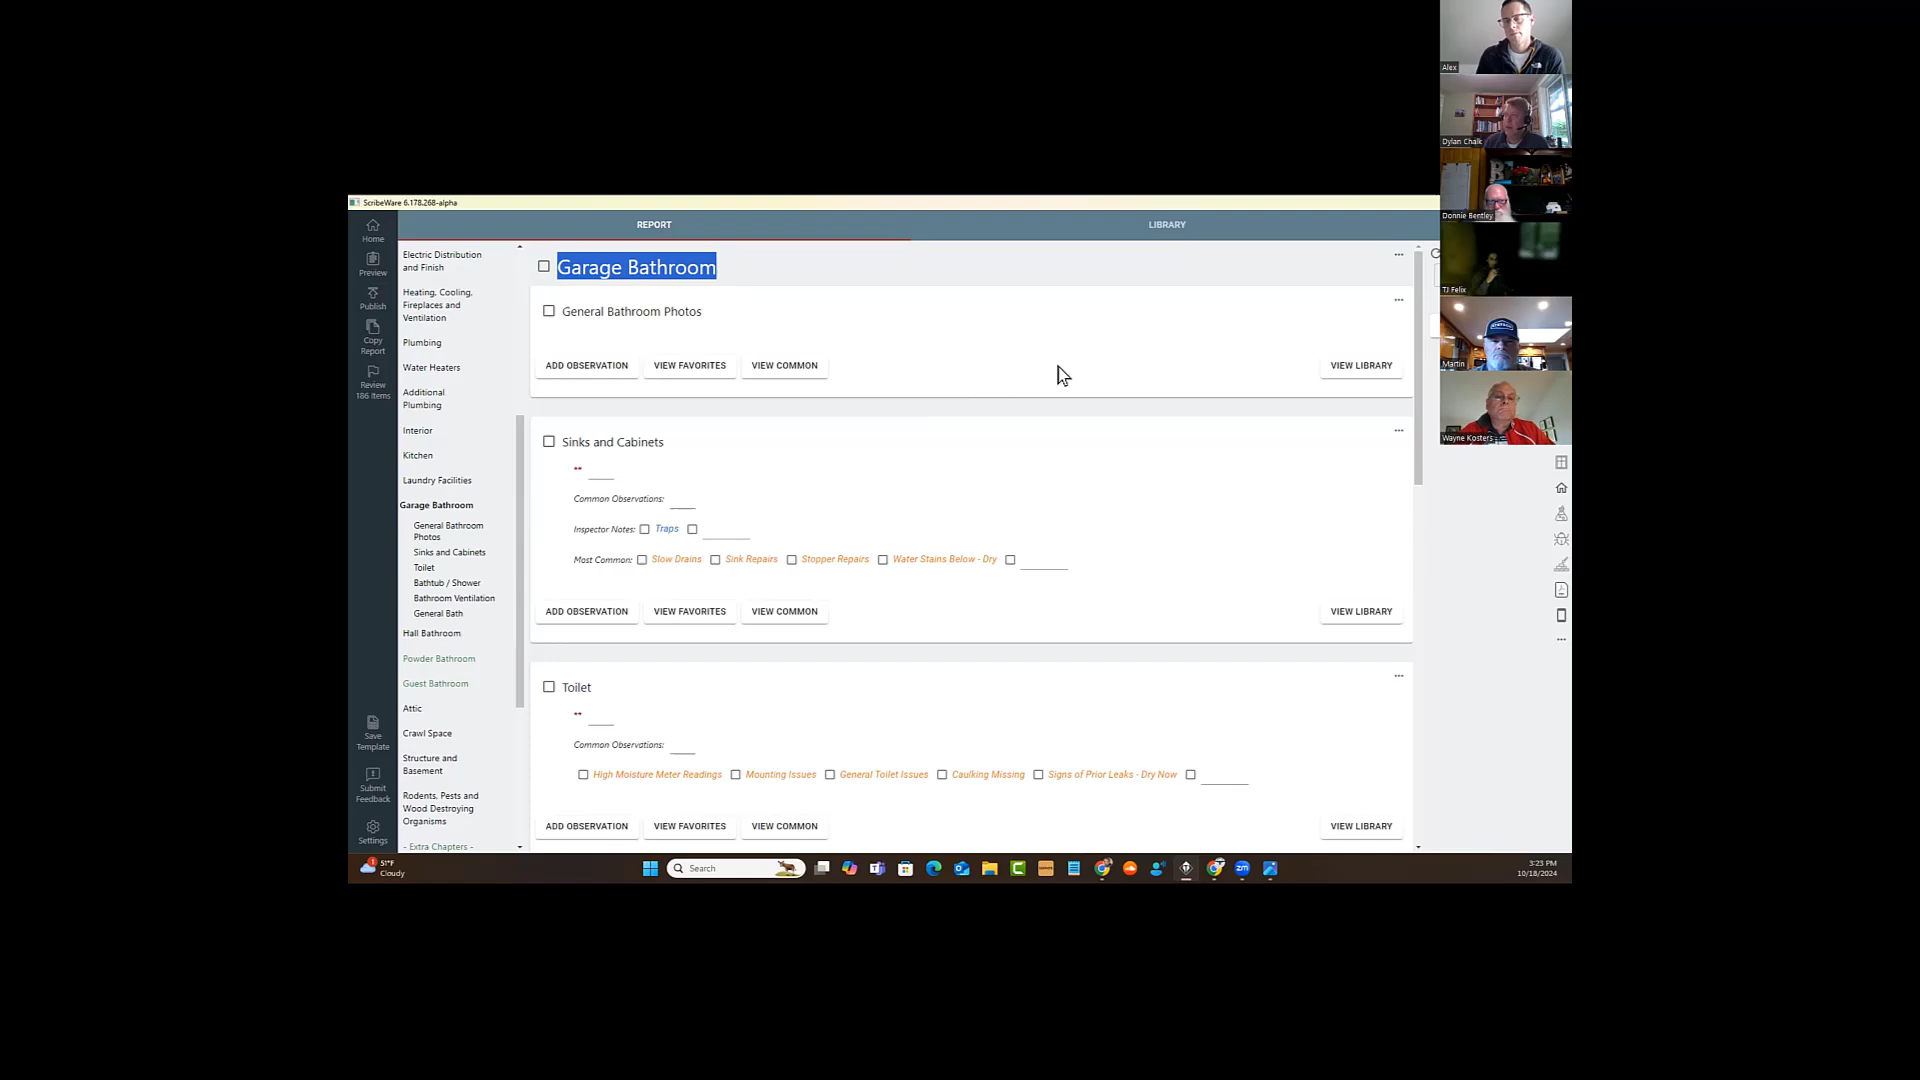 ScribeWare 6.178.268-alpha
REPORT
LIBRARY
Home
Preview
Publish
Copy
Report
Review
186 items
Save
Template
Submit
Feedback
Settings
Electric Distribution
and Finish
Heating, Cooling,
Fireplaces and
Ventilation
Plumbing
Water Heaters
Additional
Plumbing
Interior
Kitchen
Laundry Facilities
Garage Bathroom
General Bathroom
Photos
Sinks and Cabinets
Toilet
Bathtub / Shower
Bathroom Ventilation
General Bath
Hall Bathroom
Powder Bathroom
Guest Bathroom
Attic
Crawl Space
Structure and
Basement
Rodents, Pests and
Wood Destroying
Organisms
- Extra Chapters -
Garage Bathroom
General Bathroom Photos
ADD OBSERVATION VIEW FAVORITES VIEW COMMON VIEW LIBRARY
Sinks and Cabinets
**
Common Observations:
Inspector Notes: Traps
Most Common: Slow Drains Sink Repairs Stopper Repairs Water Stains Below - Dry
ADD OBSERVATION VIEW FAVORITES VIEW COMMON VIEW LIBRARY
Toilet
**
Common Observations:
High Moisture Meter Readings Mounting Issues General Toilet Issues Caulking Missing Signs of Prior Leaks - Dry Now
ADD OBSERVATION VIEW FAVORITES VIEW COMMON VIEW LIBRARY
Alex
Dylan Chalk
Donnie Bentley
TJ Felix
Martin
Wayne Kosters
1
51°F
Cloudy
Search
zm
3:23 PM
10/18/2024